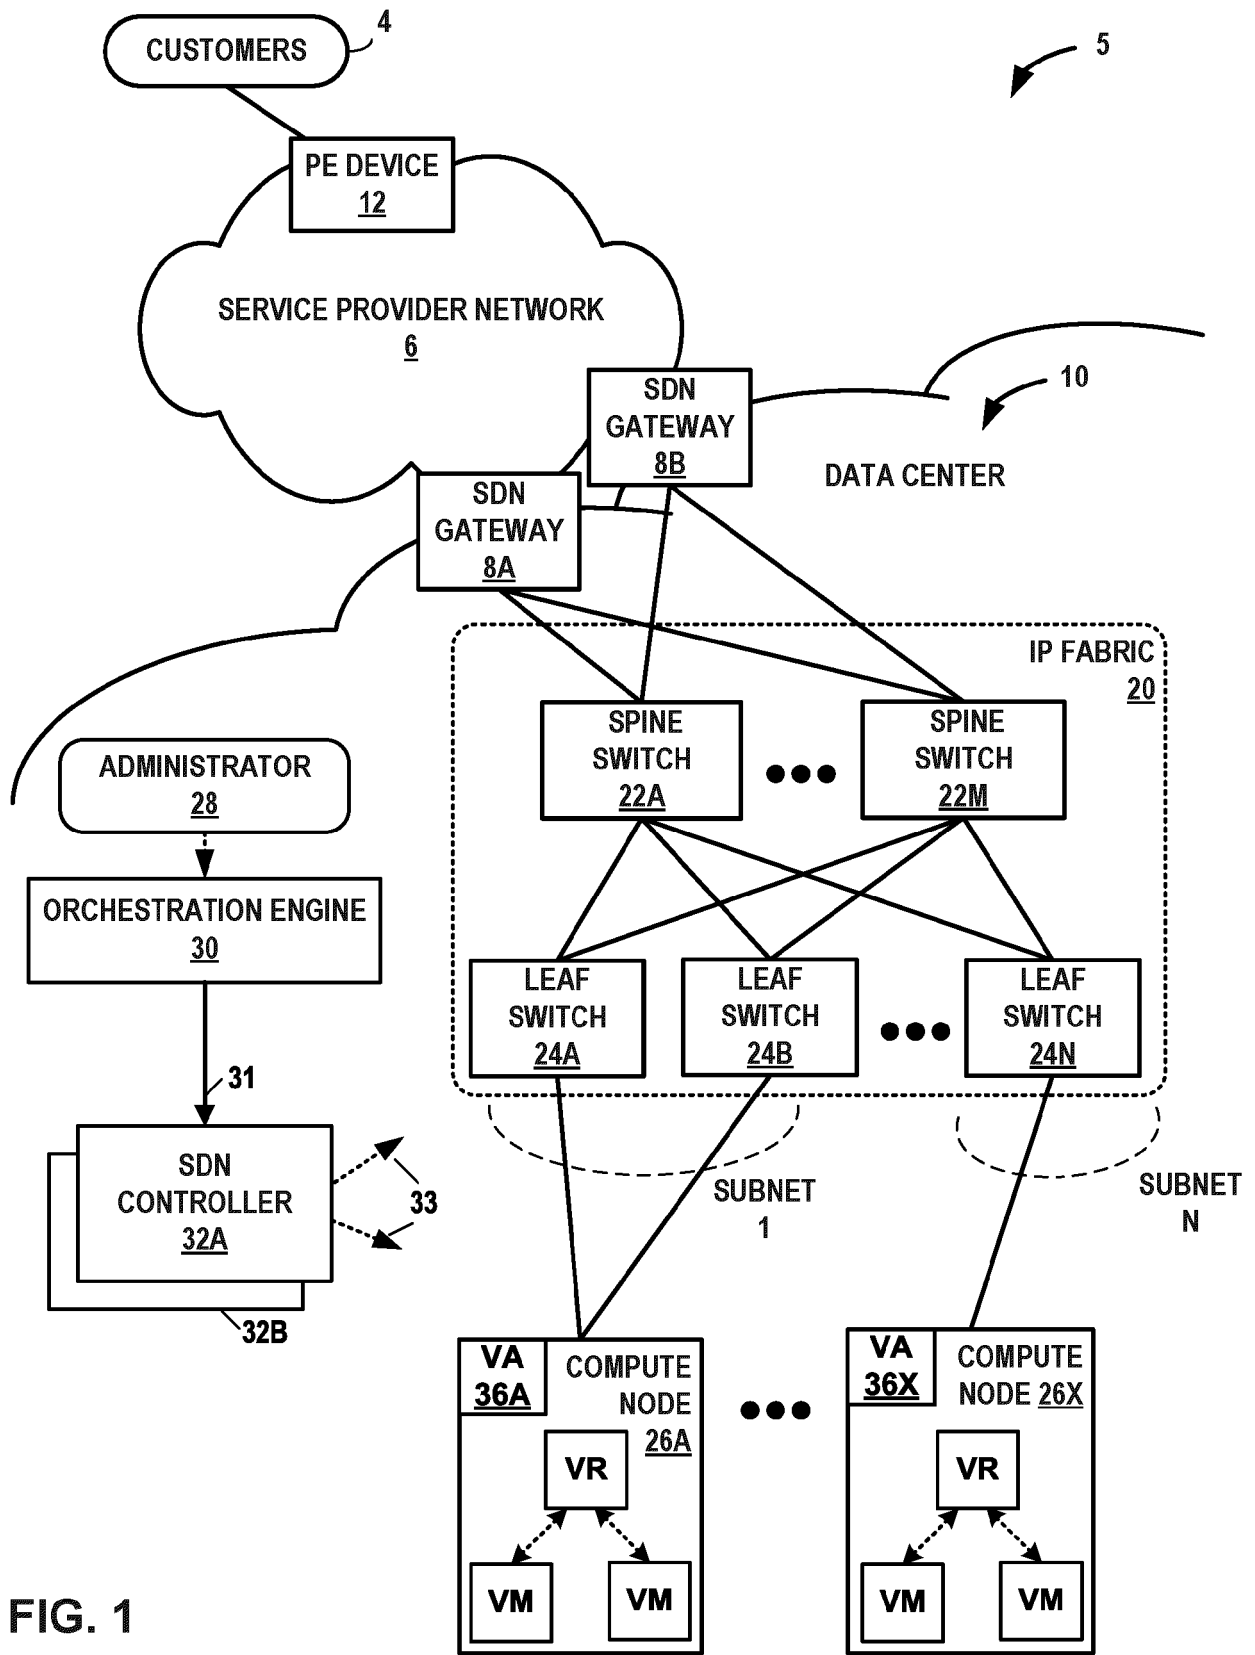 CUSTOMERS
4
5
PE DEVICE
12
SERVICE PROVIDER NETWORK
6
SDN
GATEWAY
8B
10
DATA CENTER
SDN
GATEWAY
8A
IP FABRIC
20
SPINE
SWITCH
22A
SPINE
SWITCH
22M
ADMINISTRATOR
28
ORCHESTRATION ENGINE
30
LEAF
SWITCH
24A
LEAF
SWITCH
24B
LEAF
SWITCH
24N
31
SDN
CONTROLLER
32A
33
32B
SUBNET
1
SUBNET
N
VA
36A
COMPUTE
NODE
26A
VR
VM
VM
VA
36X
COMPUTE
NODE 26X
VR
VM
VM
FIG. 1